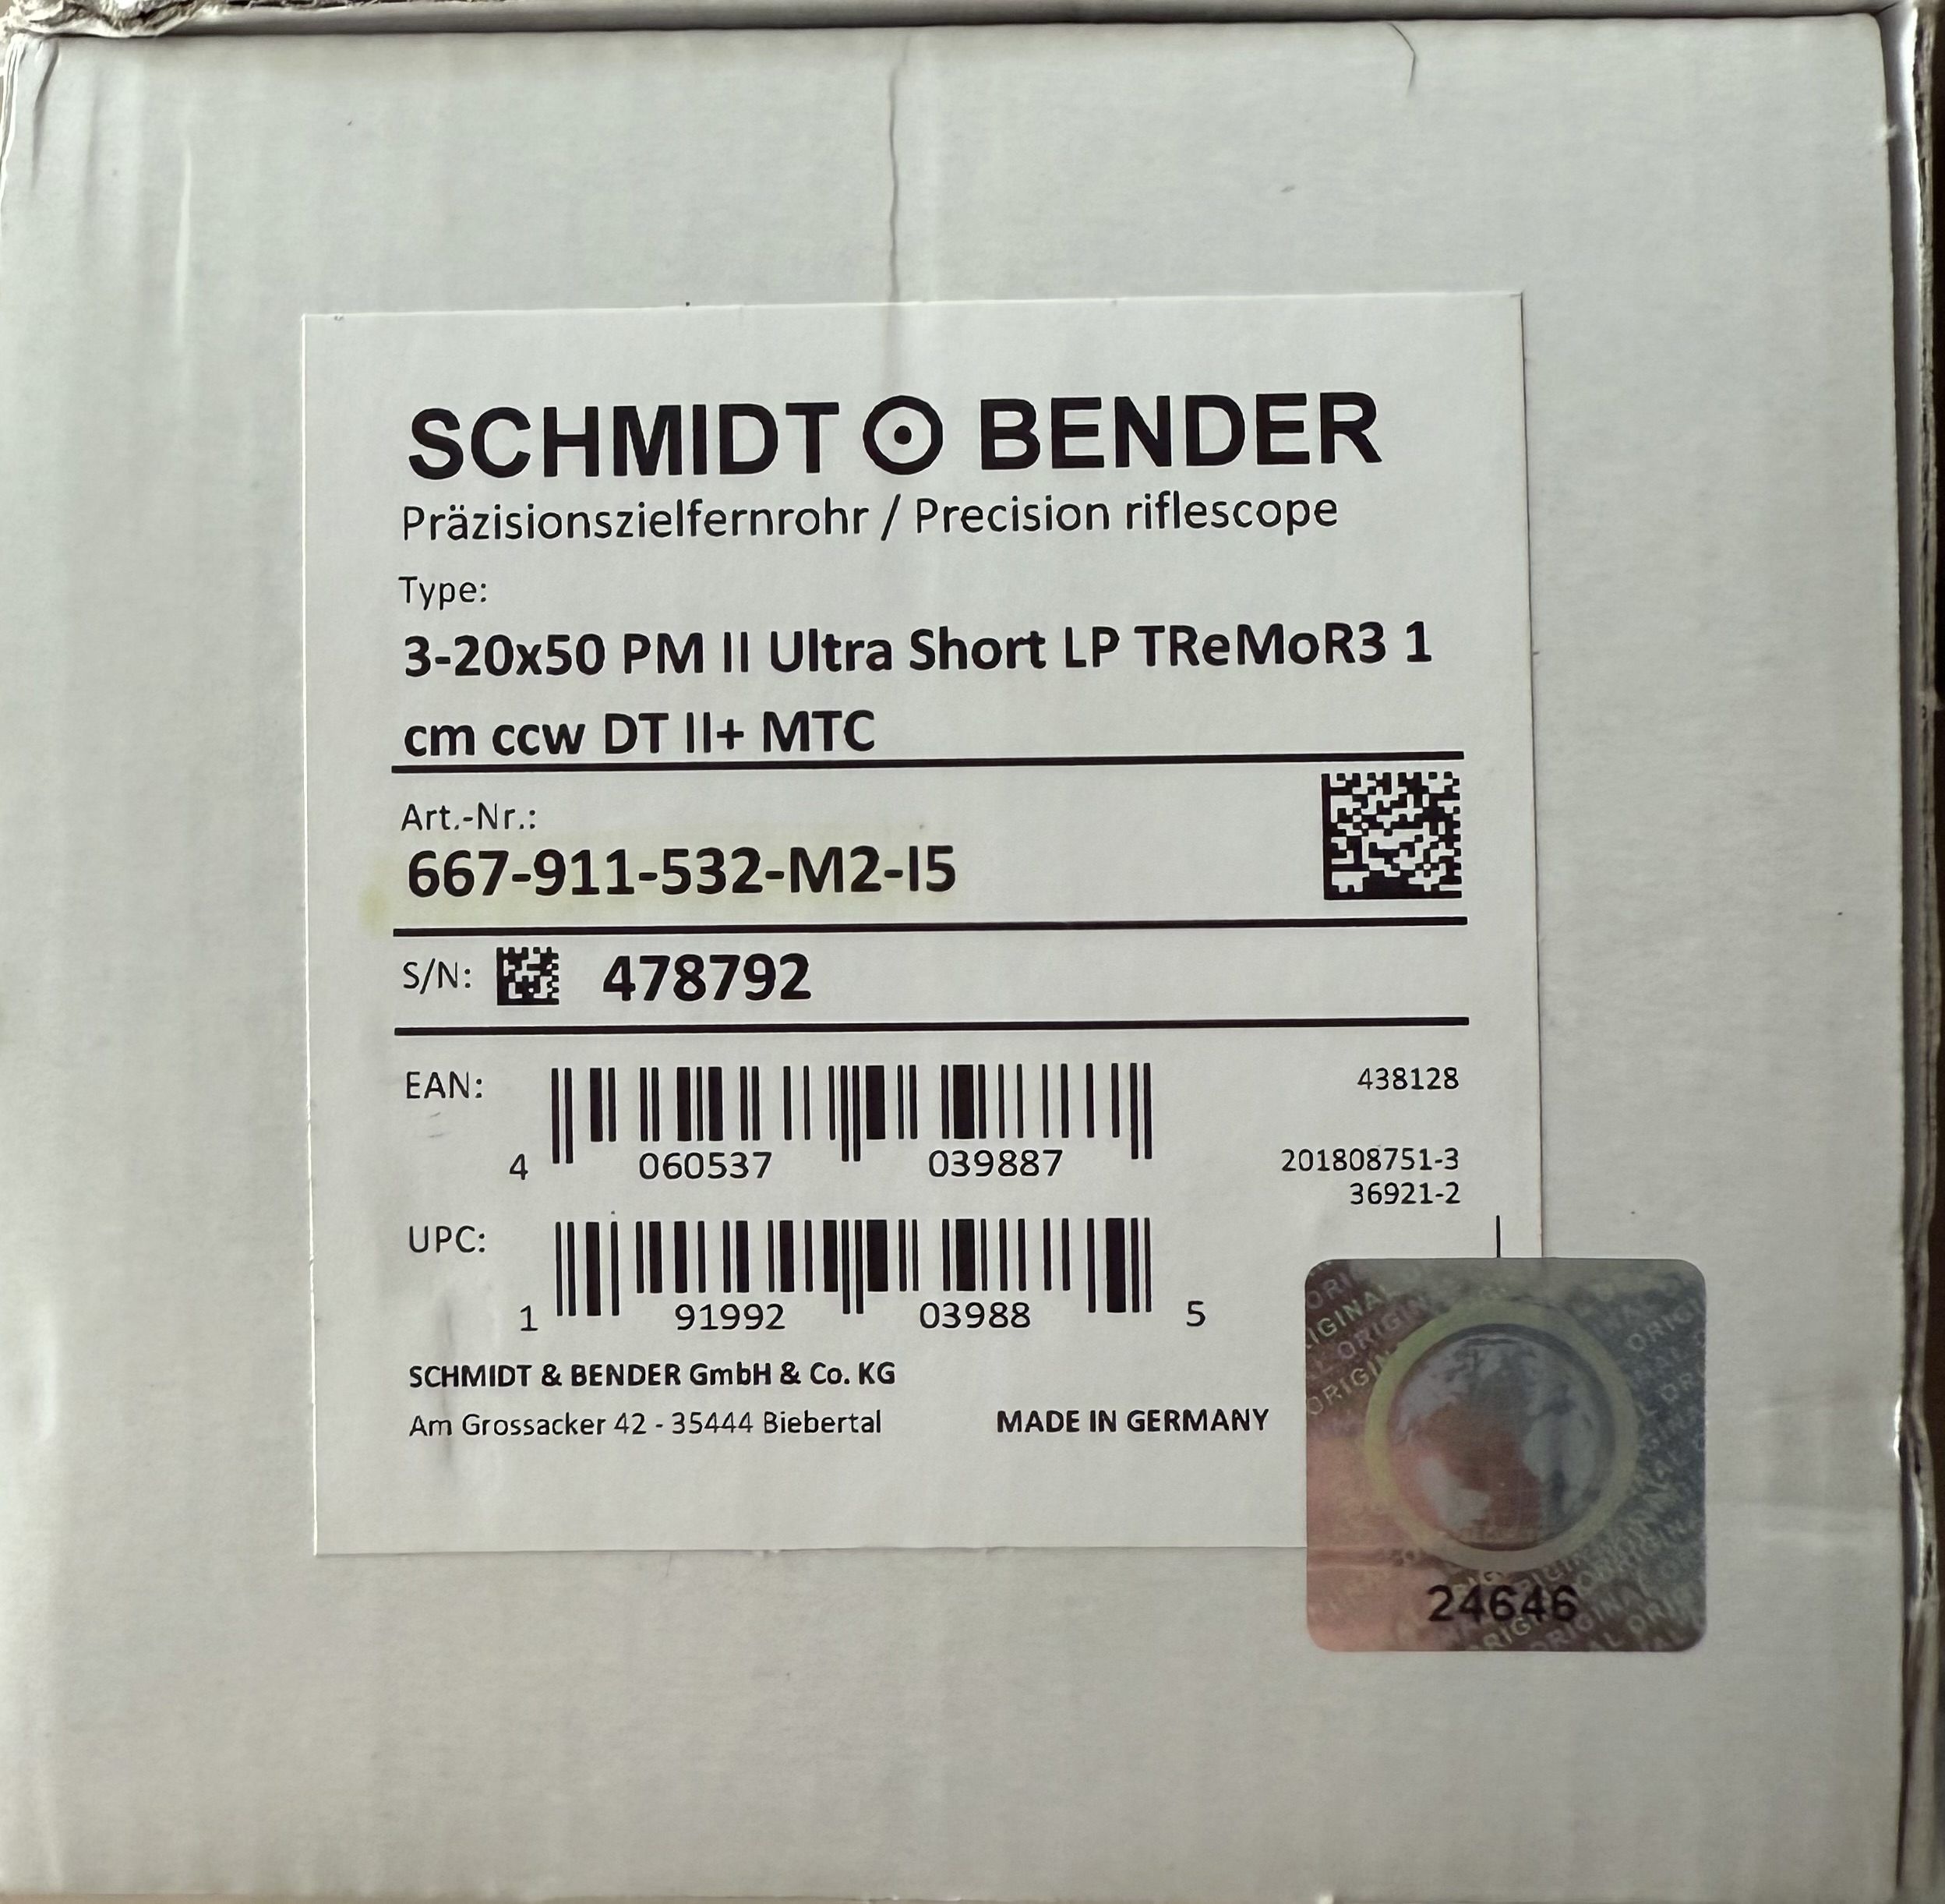 SCHMIDT BENDER
Präzisionszielfernrohr / Precision riflescope
Type:
3-20x50 PM II Ultra Short LP TReMoR3 1
cm ccw DT II+ MTC
Art.-Nr.:
667-911-532-M2-I5
S/N: 478792
EAN:
4 060537 039887
438128
201808751-3
36921-2
UPC:
1 91992 03988 5
SCHMIDT & BENDER GmbH & Co. KG
Am Grossacker 42 - 35444 Biebertal
MADE IN GERMANY
ORIGINAL
24646